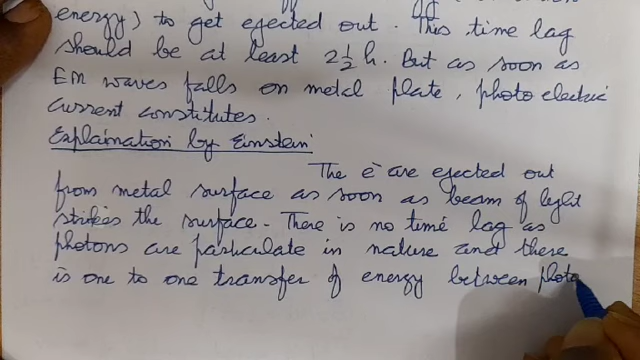 energy) to get ejected out. This time lag
should be at least 2 1/2 h. But as soon as
EM waves falls on metal plate, photo electric
current constitutes.
Explaination by Einstein
The e⁻ are ejected out
from metal surface as soon as beam of light
strikes the surface. There is no time lag as
photons are particulate in nature and there
is one to one transfer of energy between photo